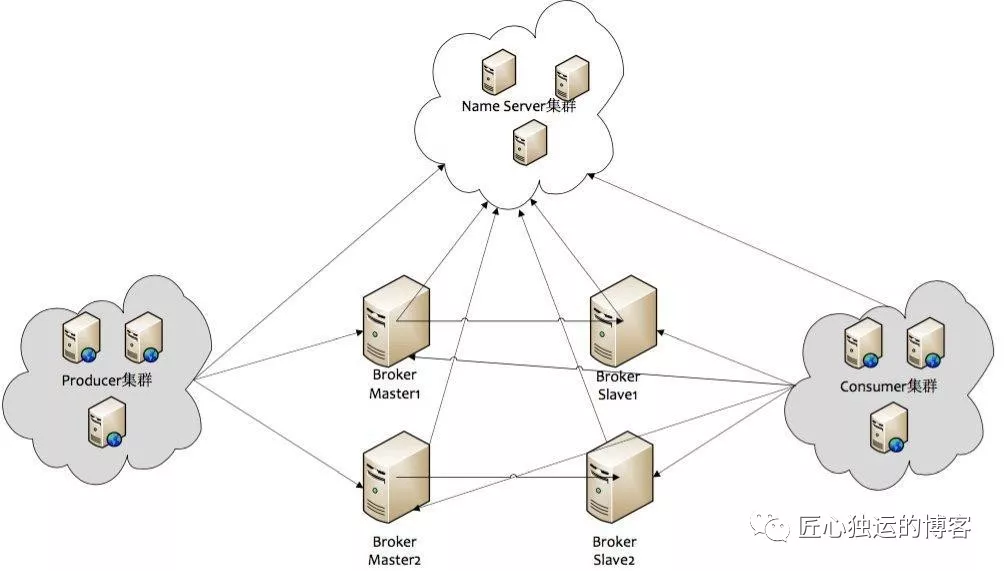 Name Server集群
Producer集群
Broker
Master1
Broker
Slave1
Consumer集群
Broker
Master2
Broker
Slave2
匠心独运的博客